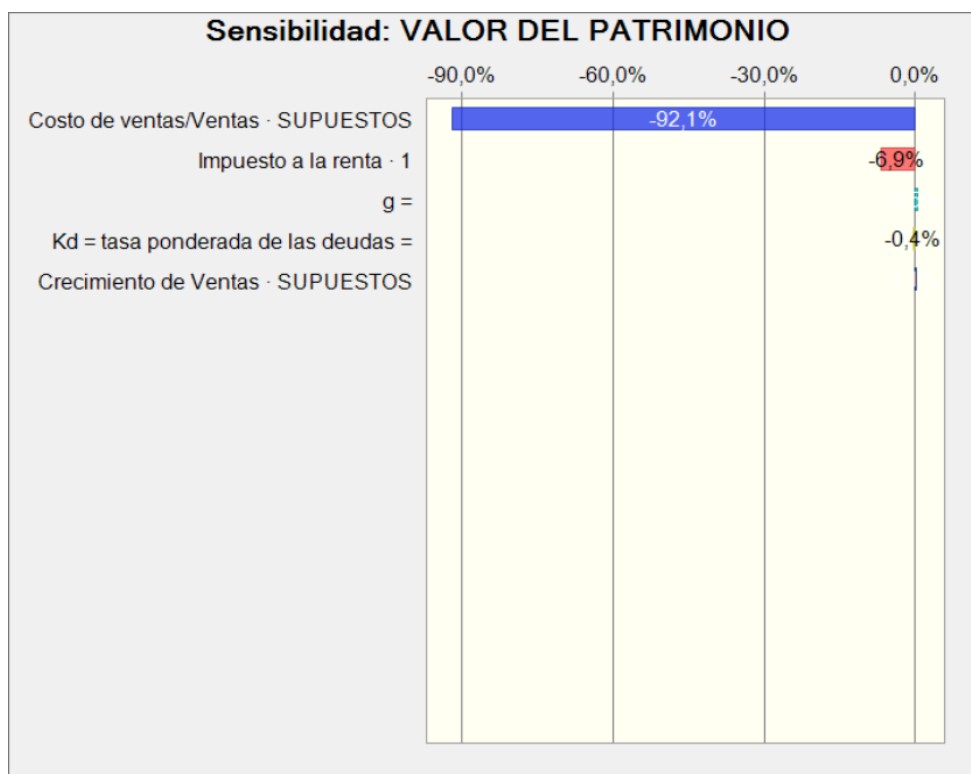 Sensibilidad: VALOR DEL PATRIMONIO
-90,0% -60,0% -30,0% 0,0%
Costo de ventas/Ventas · SUPUESTOS -92,1%
Impuesto a la renta · 1 -6,9%
g =
Kd = tasa ponderada de las deudas = -0,4%
Crecimiento de Ventas · SUPUESTOS